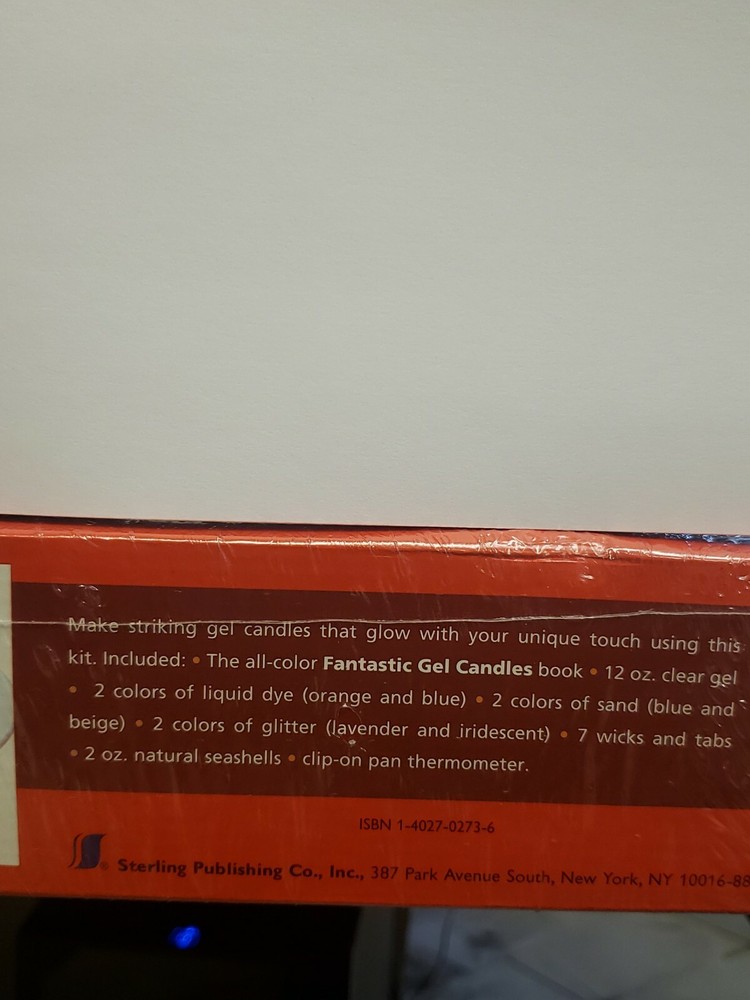 Make striking gel candles that glow with your unique touch using this
kit. Included: • The all-color Fantastic Gel Candles book • 12 oz. clear gel
• 2 colors of liquid dye (orange and blue) • 2 colors of sand (blue and
beige) • 2 colors of glitter (lavender and iridescent) • 7 wicks and tabs
• 2 oz. natural seashells • clip-on pan thermometer.
ISBN 1-4027-0273-6
Sterling Publishing Co., Inc., 387 Park Avenue South, New York, NY 10016-88